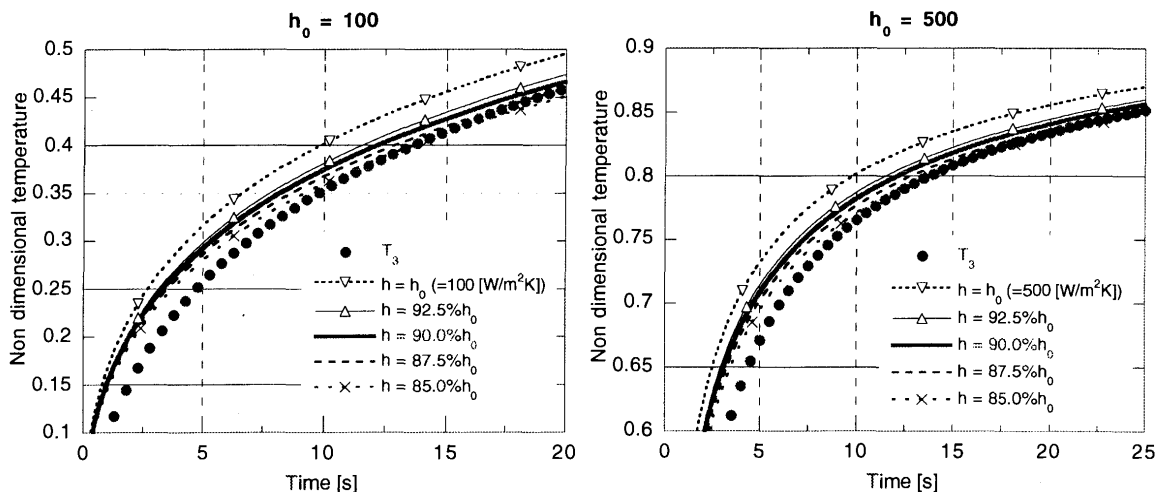 h₀ = 100
Non dimensional temperature
0.5
0.45
0.4
0.35
0.3
0.25
0.2
0.15
0.1
T₃
h = h₀ (=100 [W/m²K])
h = 92.5%h₀
h = 90.0%h₀
h = 87.5%h₀
h = 85.0%h₀
0 5 10 15 20
Time [s]
h₀ = 500
Non dimensional temperature
0.9
0.85
0.8
0.75
0.7
0.65
0.6
T₃
h = h₀ (=500 [W/m²K])
h = 92.5%h₀
h = 90.0%h₀
h = 87.5%h₀
h = 85.0%h₀
0 5 10 15 20 25
Time [s]